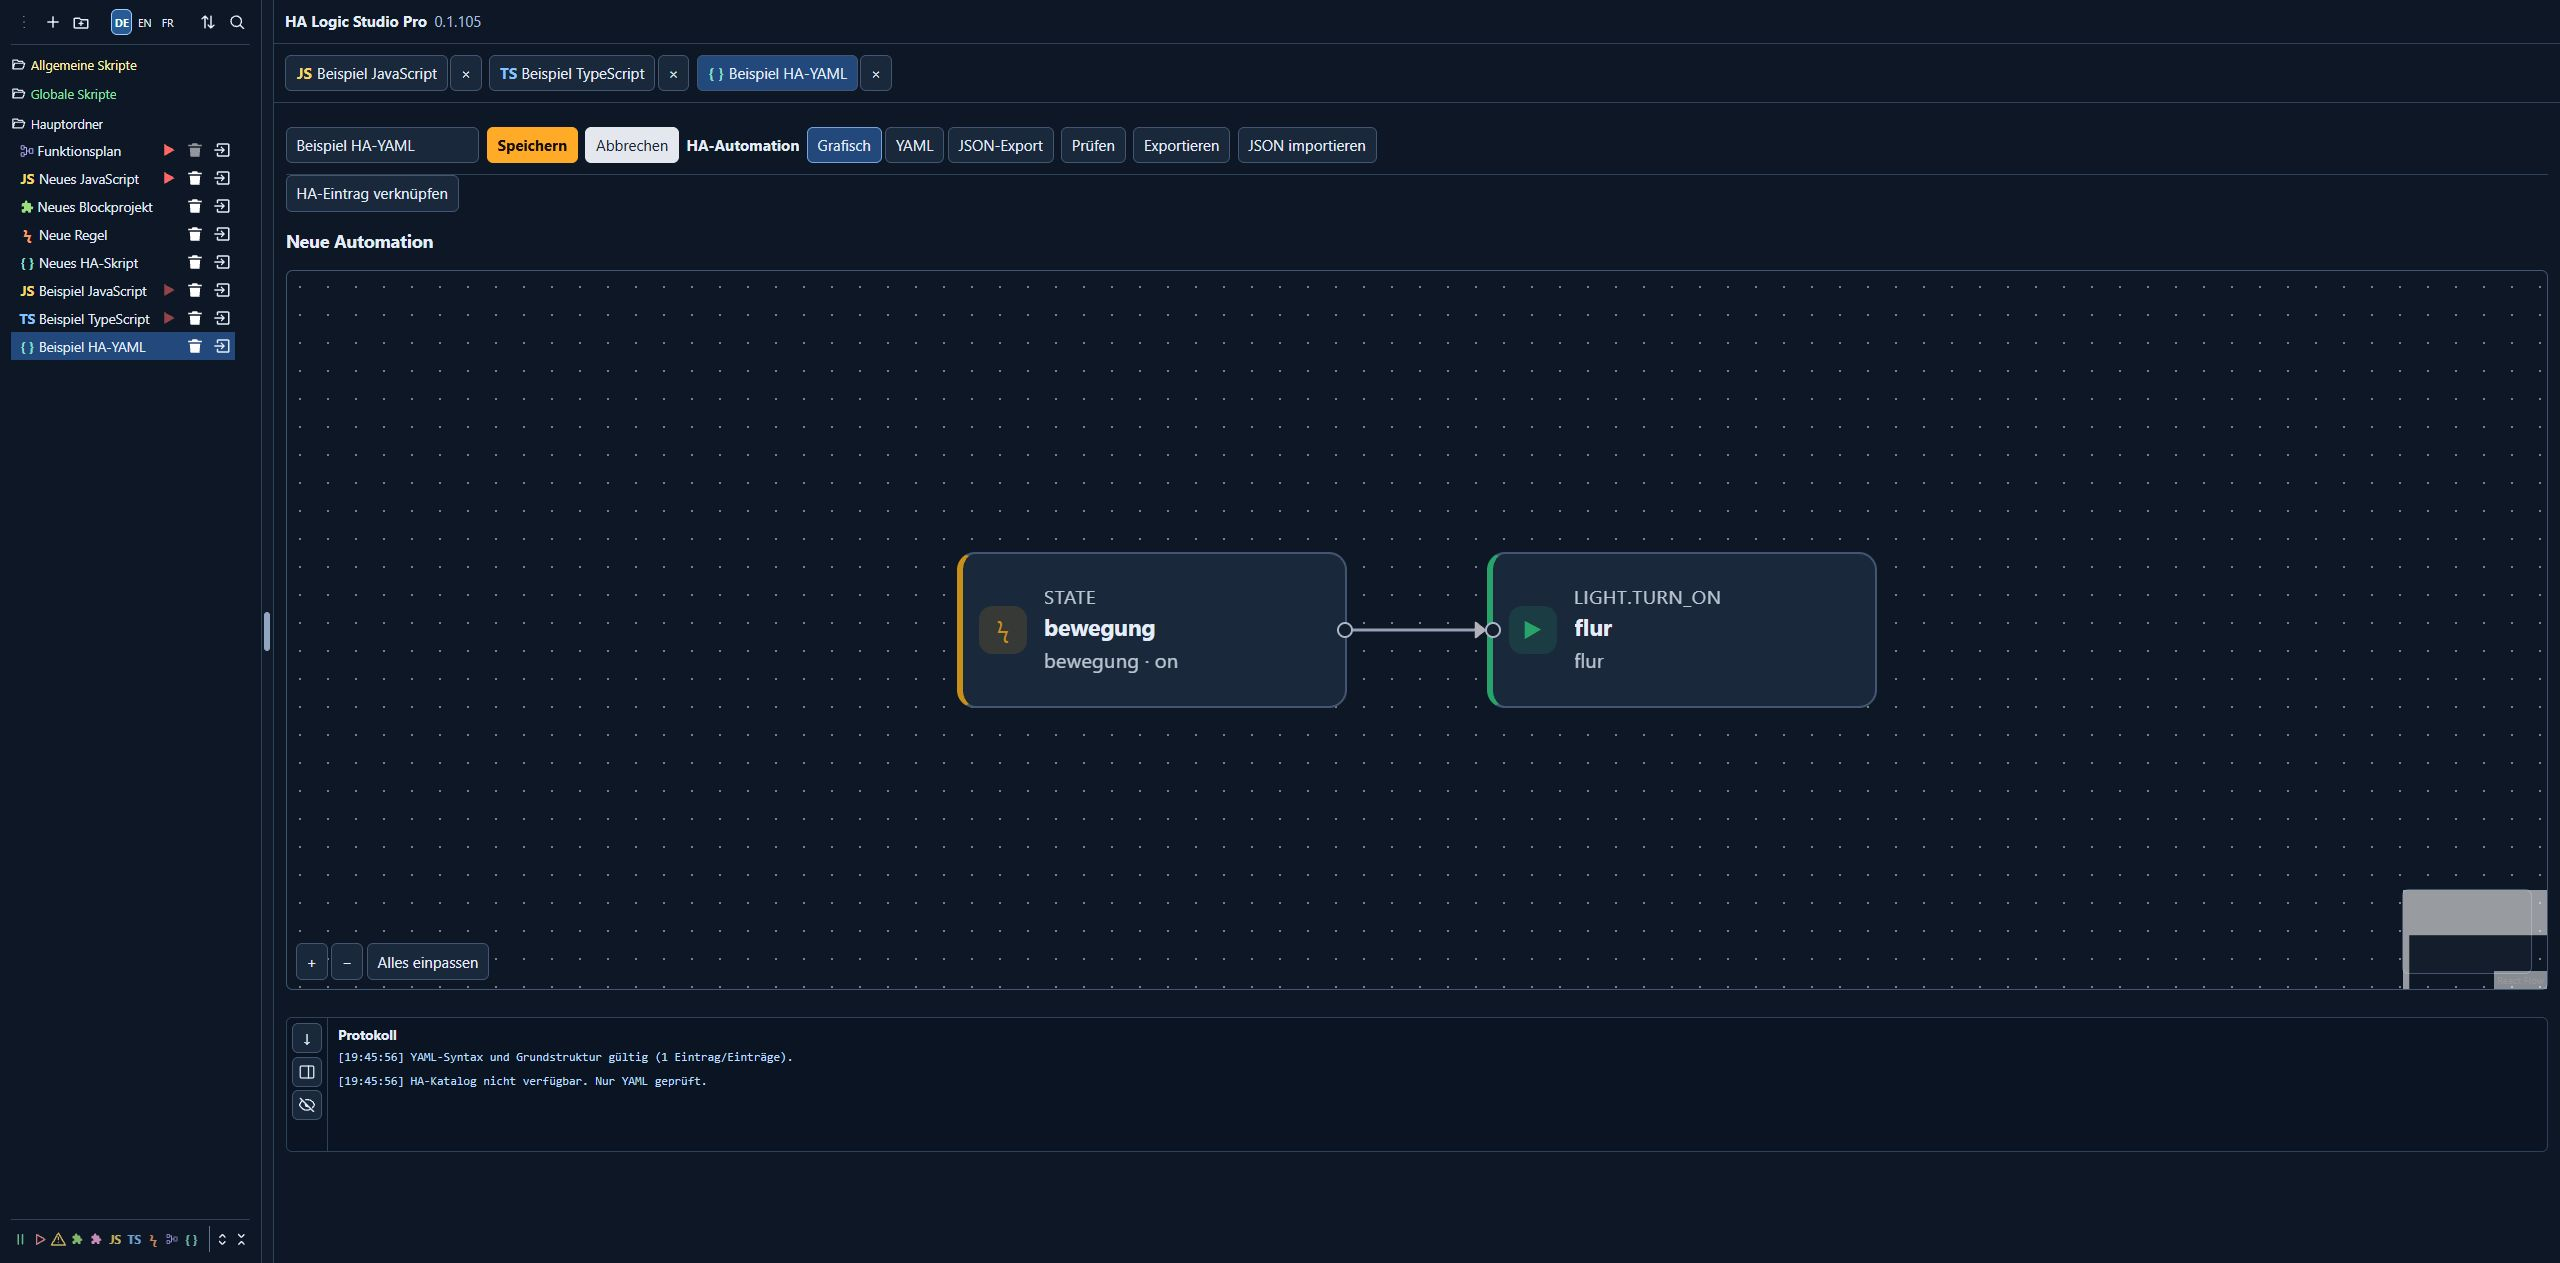 DE EN FR
HA Logic Studio Pro 0.1.105
Allgemeine Skripte
Globale Skripte
Hauptordner
Funktionsplan
JS Neues JavaScript
Neues Blockprojekt
Neue Regel
{ } Neues HA-Skript
JS Beispiel JavaScript
TS Beispiel TypeScript
{ } Beispiel HA-YAML
JS Beispiel JavaScript × TS Beispiel TypeScript × { } Beispiel HA-YAML ×
Beispiel HA-YAML Speichern Abbrechen HA-Automation Grafisch YAML JSON-Export Prüfen Exportieren JSON importieren
HA-Eintrag verknüpfen
Neue Automation
STATE
bewegung
bewegung · on
LIGHT.TURN_ON
flur
flur
+ − Alles einpassen
Protokoll
[19:45:56] YAML-Syntax und Grundstruktur gültig (1 Eintrag/Einträge).
[19:45:56] HA-Katalog nicht verfügbar. Nur YAML geprüft.
JS TS { }